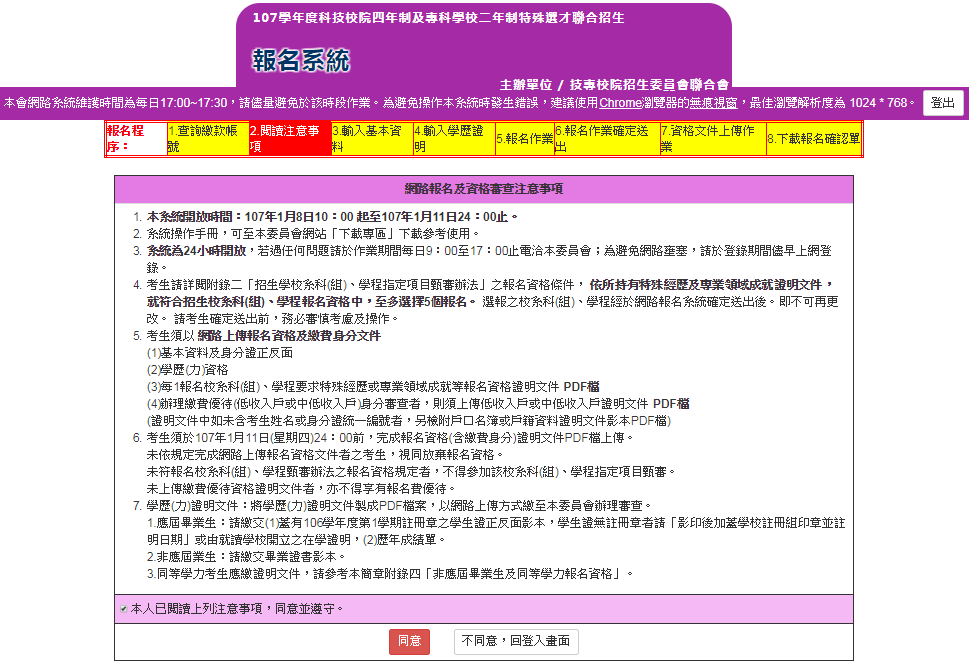 107學年度科技校院四年制及專科學校二年制特殊選才聯合招生
報名系統
主辦單位 / 技專校院招生委員會聯合會
本會網路系統維護時間為每日17:00~17:30，請儘量避免於該時段作業。為避免操作本系統時發生錯誤，建議使用Chrome瀏覽器的無痕視窗，最佳瀏覽解析度為 1024 * 768。 登出
報名程序：
1.查詢繳款帳號
2.閱讀注意事項
3.輸入基本資料
4.輸入學歷證明
5.報名作業
6.報名作業確定送出
7.資格文件上傳作業
8.下載報名確認單
網路報名及資格審查注意事項
1. 本系統開放時間：107年1月8日10：00 起至107年1月11日24：00止。
2. 系統操作手冊，可至本委員會網站「下載專區」下載參考使用。
3. 系統為24小時開放，若遇任何問題請於作業期間每日9：00至17：00止電洽本委員會；為避免網路壅塞，請於登錄期間儘早上網登
錄。
4. 考生請詳閱附錄二「招生學校系科(組)、學程指定項目甄審辦法」之報名資格條件， 依所持有特殊經歷及專業領域成就證明文件，
就符合招生校系科(組)、學程報名資格中，至多選擇5個報名。 選報之校系科(組)、學程經於網路報名系統確定送出後。即不可再更
改。 請考生確定送出前，務必審慎考慮及操作。
5. 考生須以 網路上傳報名資格及繳費身分文件
(1)基本資料及身分證正反面
(2)學歷(力)資格
(3)每1報名校系科(組)、學程要求特殊經歷或專業領域成就等報名資格證明文件 PDF檔
(4)辦理繳費優待(低收入戶或中低收入戶)身分審查者，則須上傳低收入戶或中低收入戶證明文件 PDF檔
(證明文件中如未含考生姓名或身分證統一編號者，另檢附戶口名簿或戶籍資料證明文件影本PDF檔)
6. 考生須於107年1月11日(星期四)24：00前，完成報名資格(含繳費身分)證明文件PDF檔上傳。
未依規定完成網路上傳報名資格文件者之考生，視同放棄報名資格。
未符報名校系科(組)、學程甄審辦法之報名資格規定者，不得參加該校系科(組)、學程指定項目甄審。
未上傳繳費優待資格證明文件者，亦不得享有報名費優待。
7. 學歷(力)證明文件：將學歷(力)證明文件製成PDF檔案，以網路上傳方式繳至本委員會辦理審查。
1.應屆畢業生：請繳交(1)蓋有106學年度第1學期註冊章之學生證正反面影本，學生證無註冊章者請「影印後加蓋學校註冊組印章並註
明日期」或由就讀學校開立之在學證明，(2)歷年成績單。
2.非應屆畢業生：請繳交畢業證書影本。
3.同等學力考生應繳證明文件，請參考本簡章附錄四「非應屆畢業生及同等學力報名資格」。
本人已閱讀上列注意事項，同意並遵守。
同意 不同意，回登入畫面